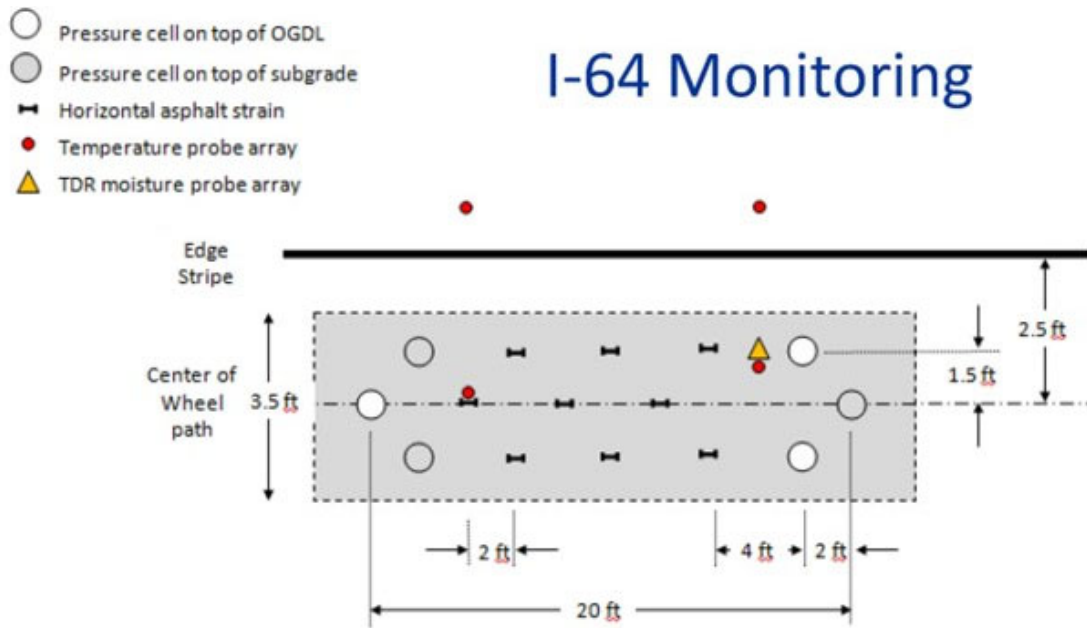 Pressure cell on top of OGDL
Pressure cell on top of subgrade
Horizontal asphalt strain
Temperature probe array
TDR moisture probe array
I-64 Monitoring
Edge
Stripe
2.5 ft
1.5 ft
Center of
Wheel
path
3.5 ft
2 ft
4 ft
2 ft
20 ft